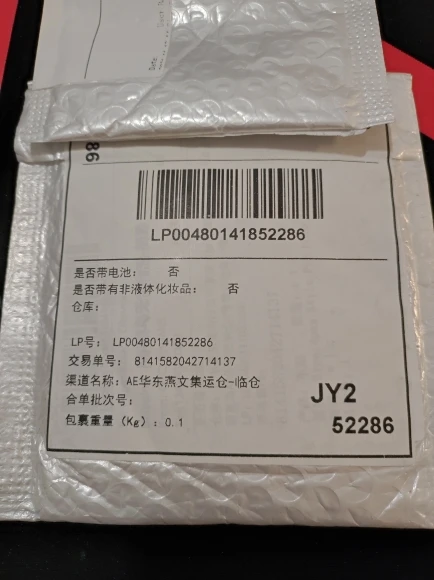 86
LP00480141852286
是否带电池： 否
是否带有非液体化妆品： 否
仓库：
LP号： LP00480141852286
交易单号： 8141582042714137
渠道名称：AE华东燕文集运仓-临仓
合单批次号：
JY2
包裹重量（Kg）：0.1
52286